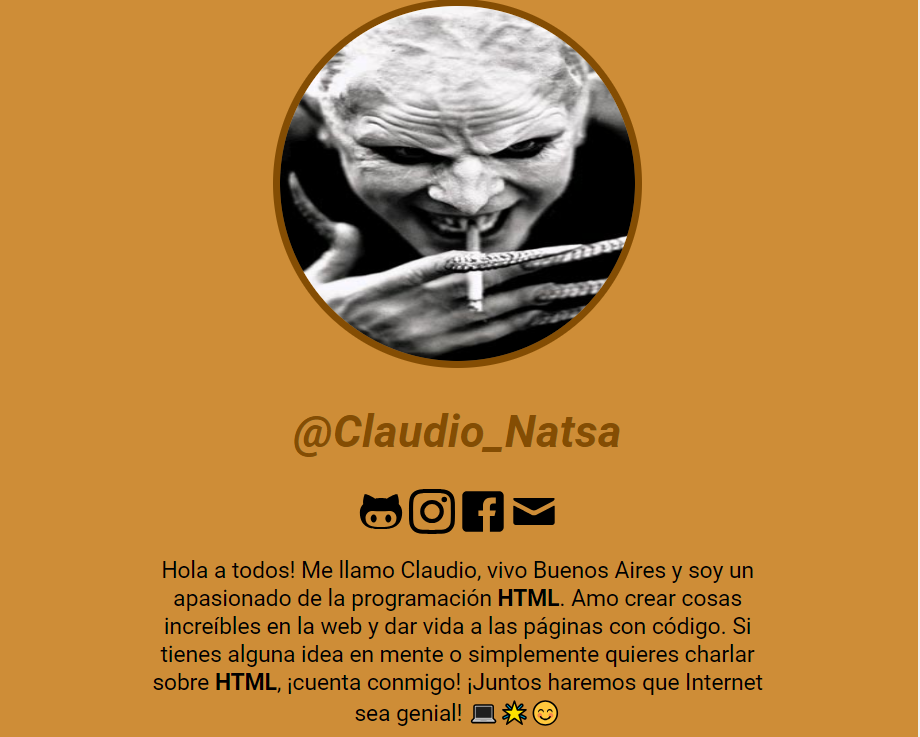 @Claudio_Natsa
Hola a todos! Me llamo Claudio, vivo Buenos Aires y soy un
apasionado de la programación HTML. Amo crear cosas
increíbles en la web y dar vida a las páginas con código. Si
tienes alguna idea en mente o simplemente quieres charlar
sobre HTML, ¡cuenta conmigo! ¡Juntos haremos que Internet
sea genial! 💻🌟😊